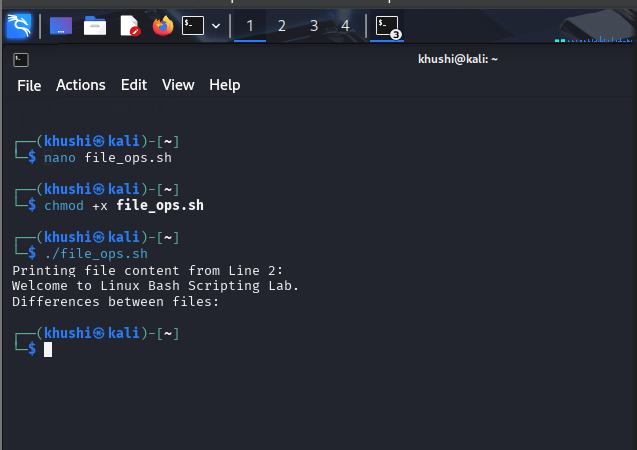 1 2 3 4 3
khushi@kali: ~
File Actions Edit View Help
┌──(khushi㉿kali)-[~]
└─$ nano file_ops.sh
┌──(khushi㉿kali)-[~]
└─$ chmod +x file_ops.sh
┌──(khushi㉿kali)-[~]
└─$ ./file_ops.sh
Printing file content from Line 2:
Welcome to Linux Bash Scripting Lab.
Differences between files:
┌──(khushi㉿kali)-[~]
└─$